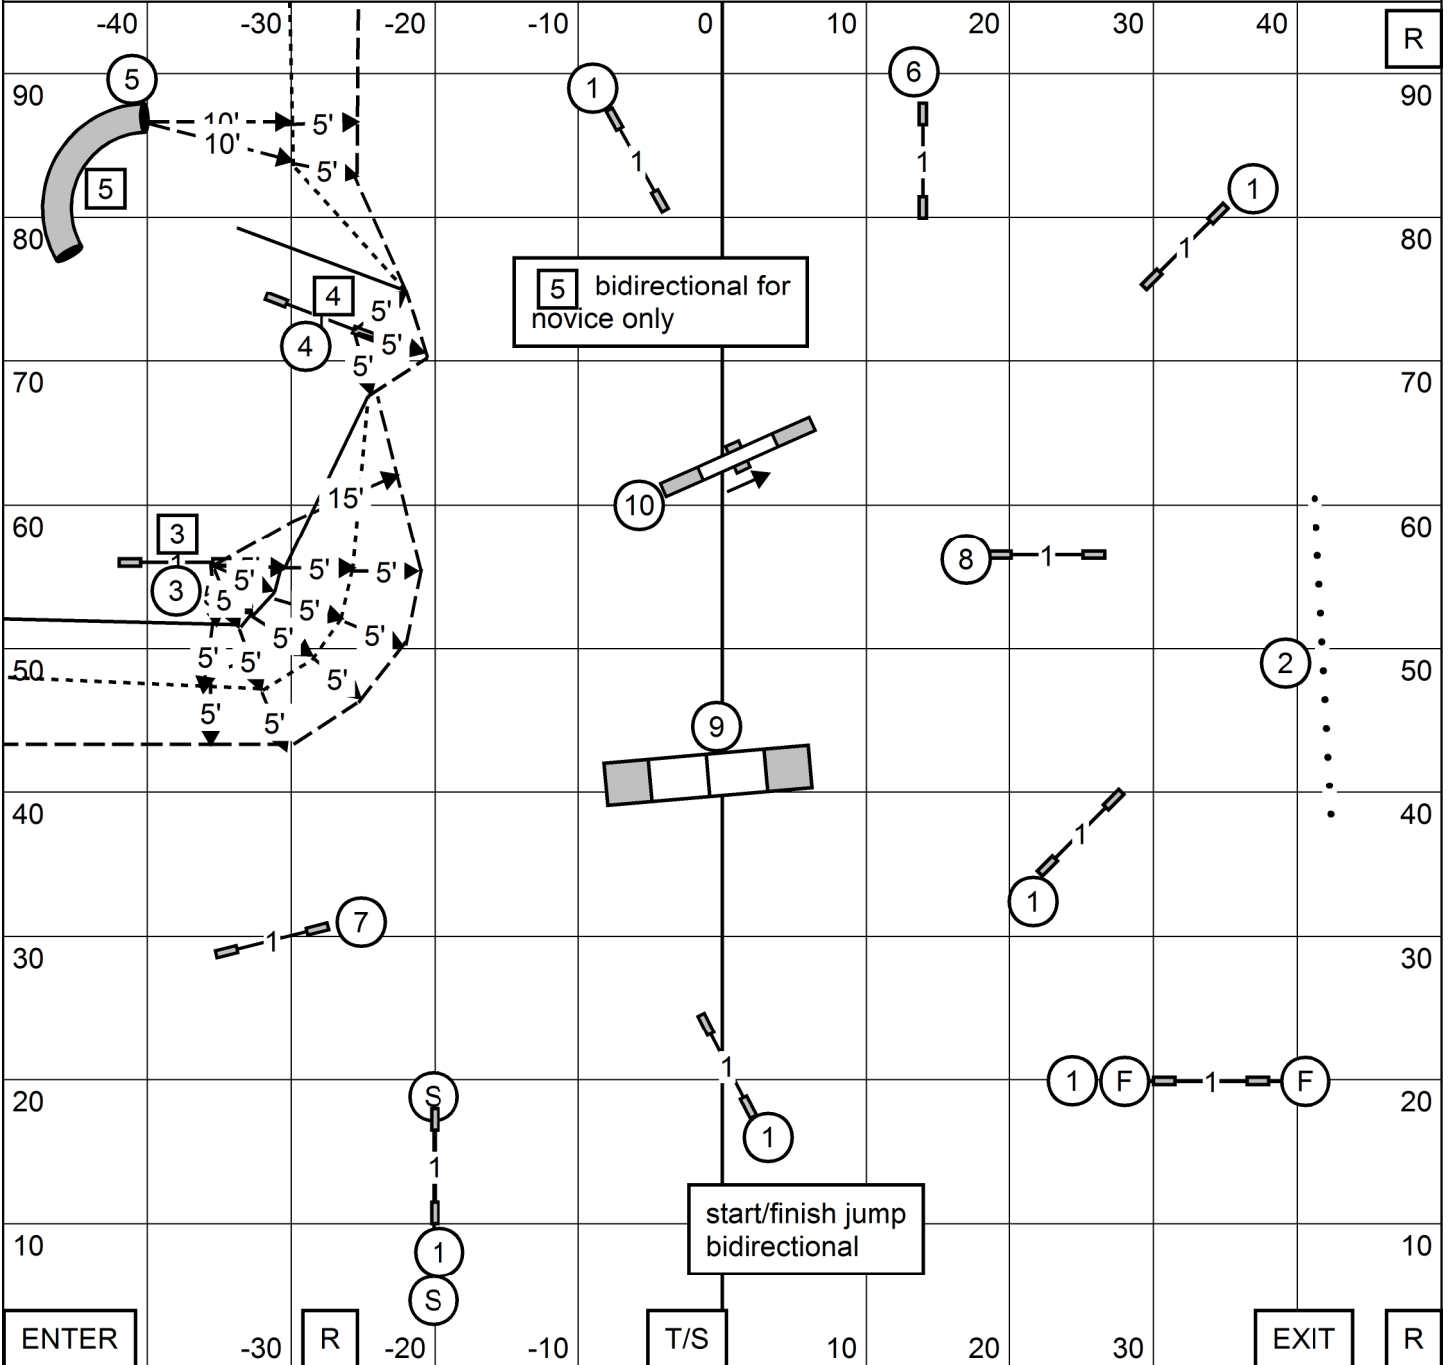 -40 -30 -20 -10 0 10 20 30 40 R
90 5 1 6 90
10' 5'
10' 5'
1 1
5 1
80 1 80
5 bidirectional for
novice only
4 5'
4 5'
5'
70 70
15' 10
60 60
3
1 5' 5' 5' 8 1
3 5' 5 5'
5' 5'
5' 5' 2
50 5' 50
5' 5' 9
40 40
1
1
7
1
30 30
1
1 F 1 F
20 S 20
1
1
start/finish jump
bidirectional
10 1 10
S
ENTER -30 R -20 -10 T/S 10 30 EXIT R